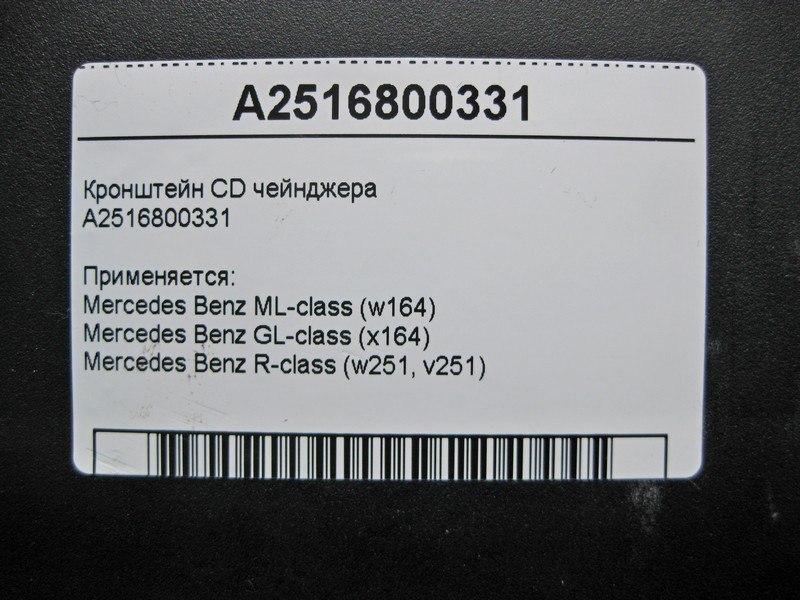 A2516800331
Кронштейн CD чейнджера
A2516800331
Применяется:
Mercedes Benz ML-class (w164)
Mercedes Benz GL-class (x164)
Mercedes Benz R-class (w251, v251)